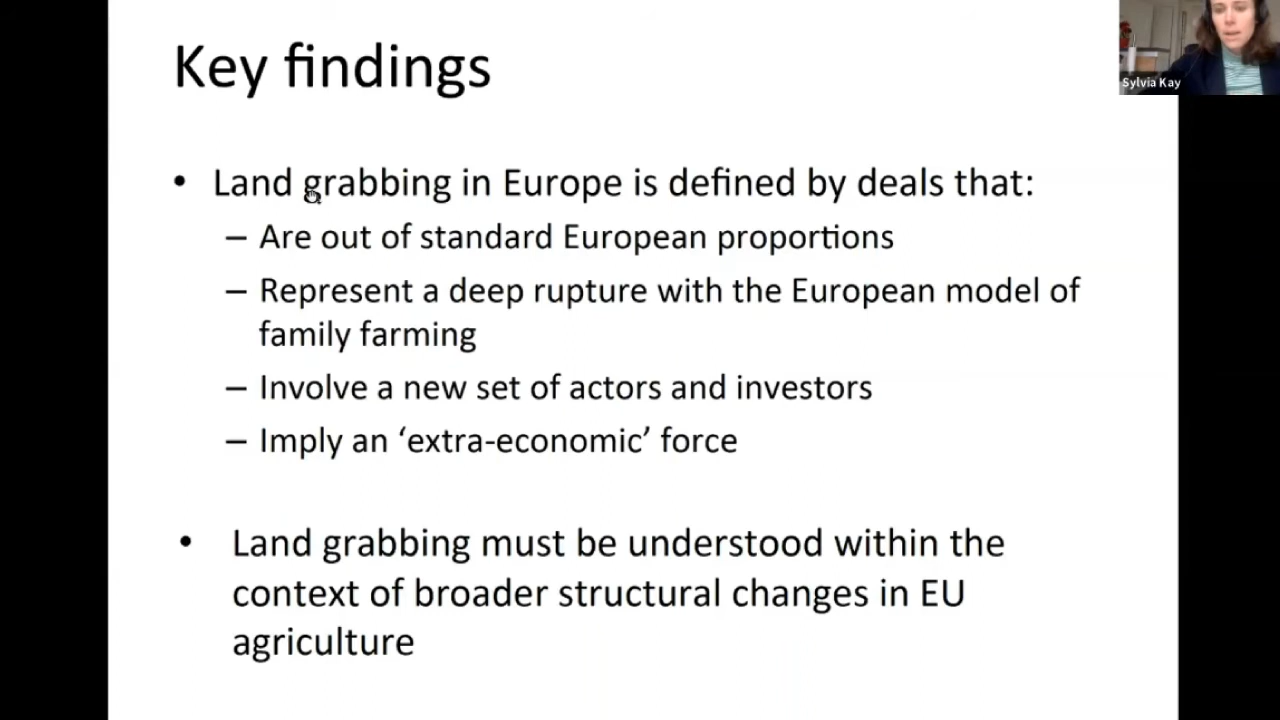 Key findings
Sylvia Kay
• Land grabbing in Europe is defined by deals that:
– Are out of standard European proportions
– Represent a deep rupture with the European model of
family farming
– Involve a new set of actors and investors
– Imply an ‘extra-economic’ force
• Land grabbing must be understood within the
context of broader structural changes in EU
agriculture